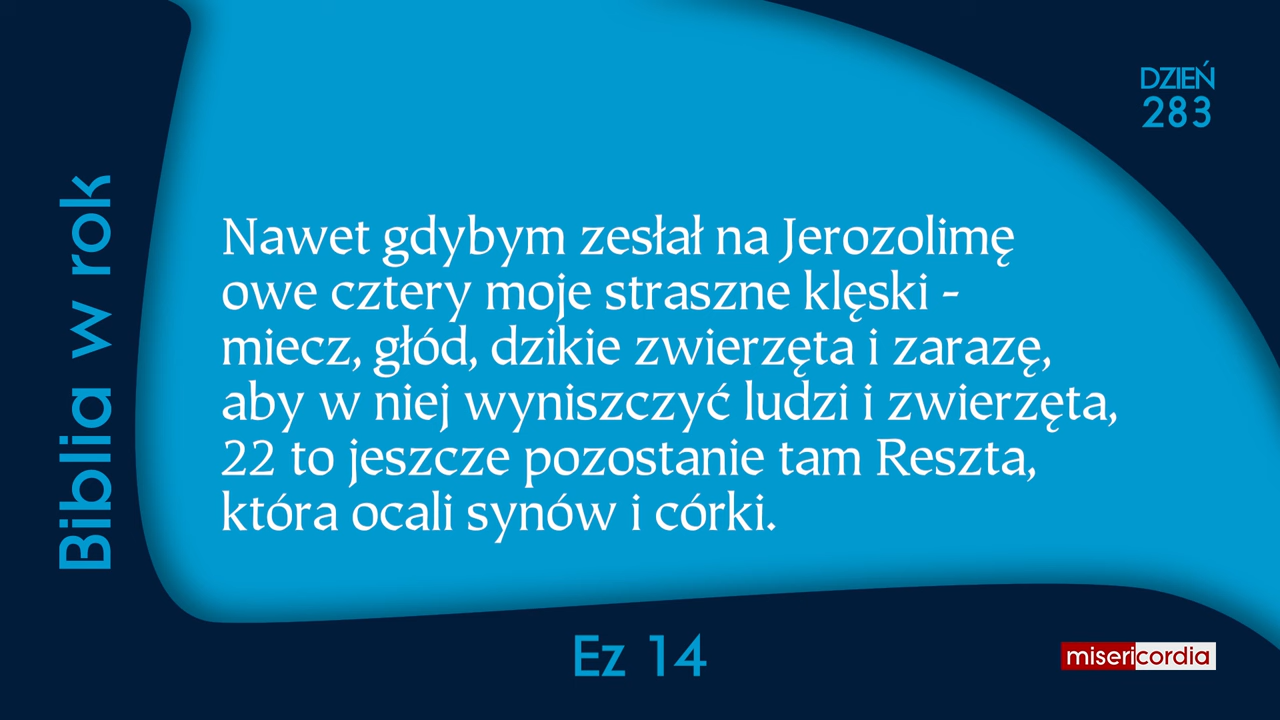 DZIEŃ
283
Biblia w rok
Nawet gdybym zesłał na Jerozolimę
owe cztery moje straszne klęski -
miecz, głód, dzikie zwierzęta i zarazę,
aby w niej wyniszczyć ludzi i zwierzęta,
22 to jeszcze pozostanie tam Reszta,
która ocali synów i córki.
Ez 14
misericordia